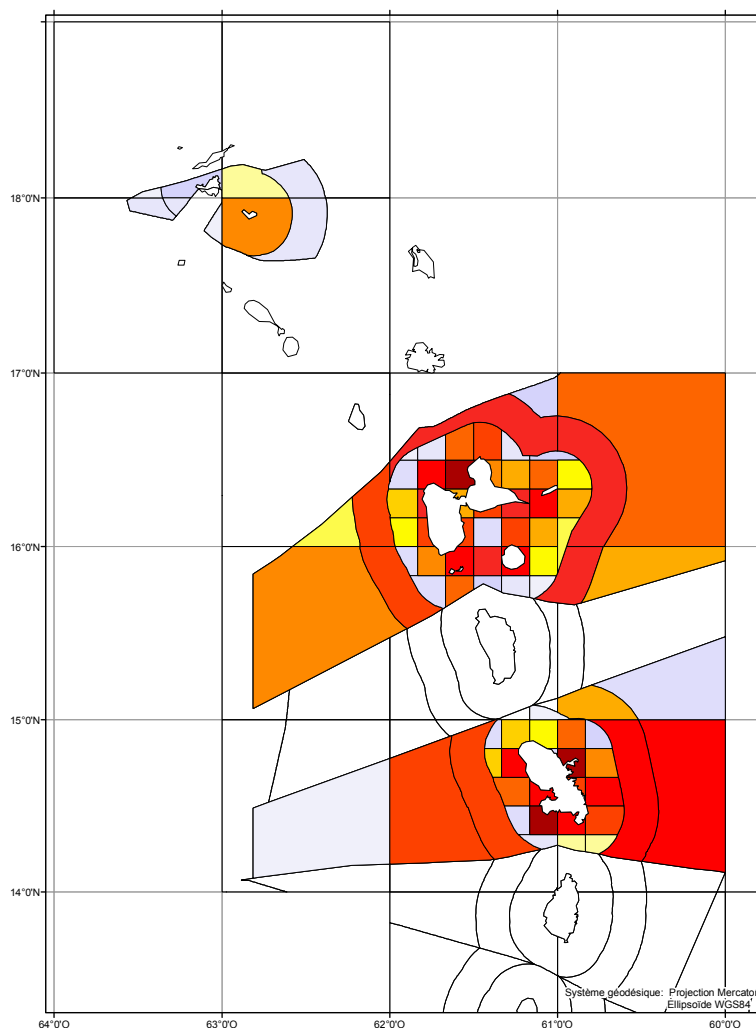 18°0'N
17°0'N
16°0'N
15°0'N
14°0'N
Système géodésique: Projection Mercator
Ellipsoïde WGS84
64°0'O
63°0'O
62°0'O
61°0'O
60°0'O